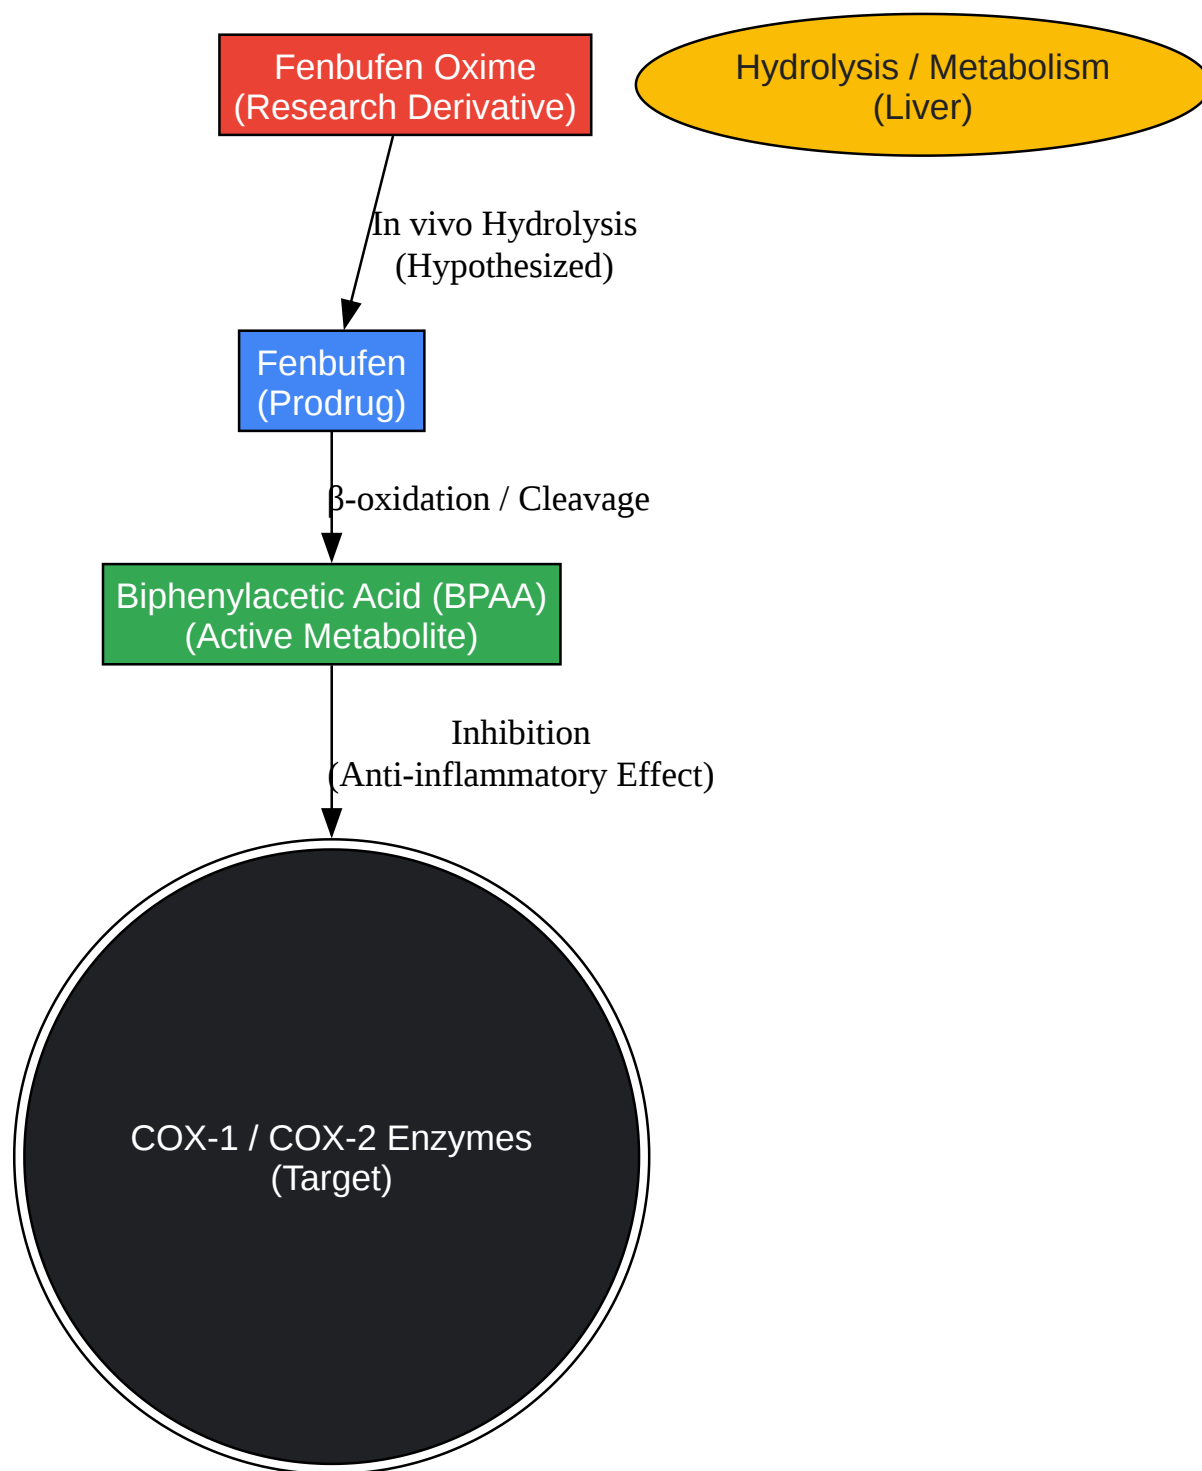 Fenbufen Oxime
(Research Derivative)
Hydrolysis / Metabolism
(Liver)
In vivo Hydrolysis
(Hypothesized)
Fenbufen
(Prodrug)
β-oxidation / Cleavage
Biphenylacetic Acid (BPAA)
(Active Metabolite)
Inhibition
(Anti-inflammatory Effect)
COX-1 / COX-2 Enzymes
(Target)